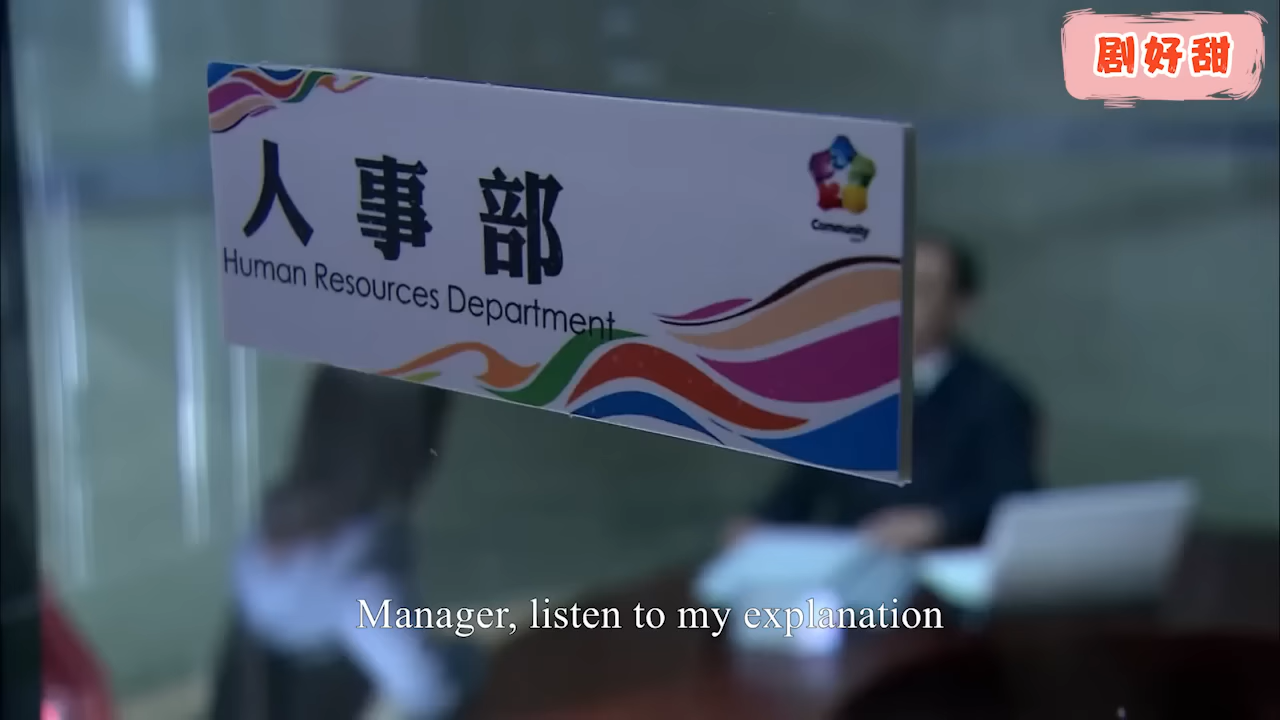 剧好甜
人事部
Human Resources Department
Community
Manager, listen to my explanation